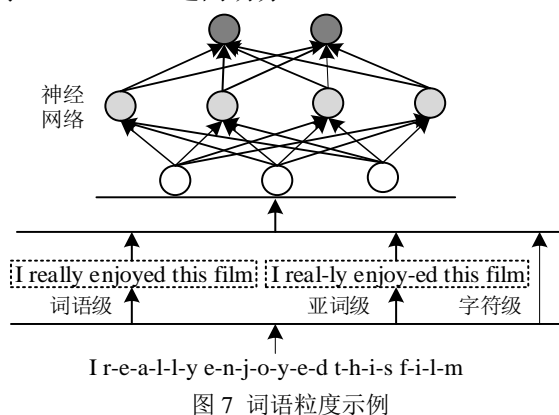 神经
网络
I really enjoyed this film
I real-ly enjoy-ed this film
词语级
亚词级
字符级
I r-e-a-l-l-y e-n-j-o-y-e-d t-h-i-s f-i-l-m
图 7 词语粒度示例